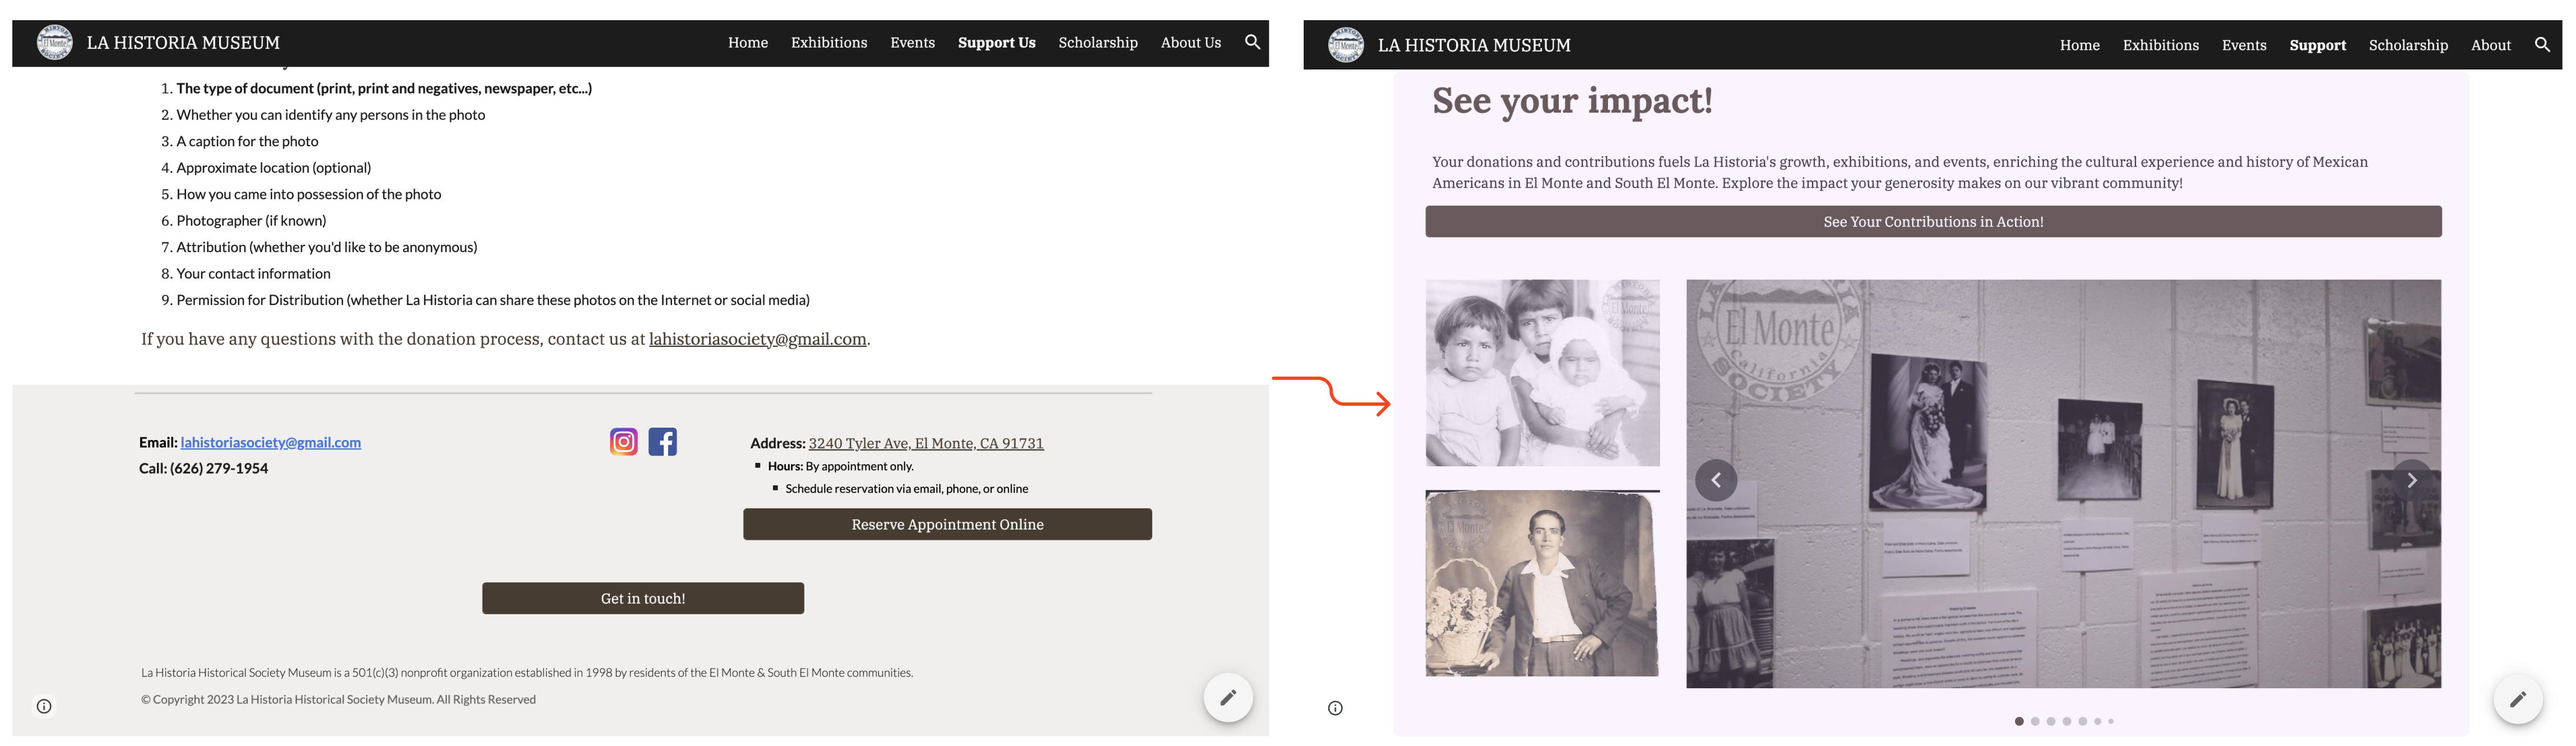 LA HISTORIA MUSEUM
Home Exhibitions Events Support Us Scholarship About Us
1. The type of document (print, print and negatives, newspaper, etc...)
2. Whether you can identify any persons in the photo
3. A caption for the photo
4. Approximate location (optional)
5. How you came into possession of the photo
6. Photographer (if known)
7. Attribution (whether you'd like to be anonymous)
8. Your contact information
9. Permission for Distribution (whether La Historia can share these photos on the Internet or social media)
If you have any questions with the donation process, contact us at lahistoriasociety@gmail.com.
Email: lahistoriasociety@gmail.com
Call: (626) 279-1954
Address: 3240 Tyler Ave, El Monte, CA 91731
Hours: By appointment only.
Schedule reservation via email, phone, or online
Reserve Appointment Online
Get in touch!
La Historia Historical Society Museum is a 501(c)(3) nonprofit organization established in 1998 by residents of the El Monte & South El Monte communities.
© Copyright 2023 La Historia Historical Society Museum. All Rights Reserved
LA HISTORIA MUSEUM
Home Exhibitions Events Support Scholarship About
See your impact!
Your donations and contributions fuels La Historia's growth, exhibitions, and events, enriching the cultural experience and history of Mexican
Americans in El Monte and South El Monte. Explore the impact your generosity makes on our vibrant community!
See Your Contributions in Action!
El Monte
California
SOCIETY